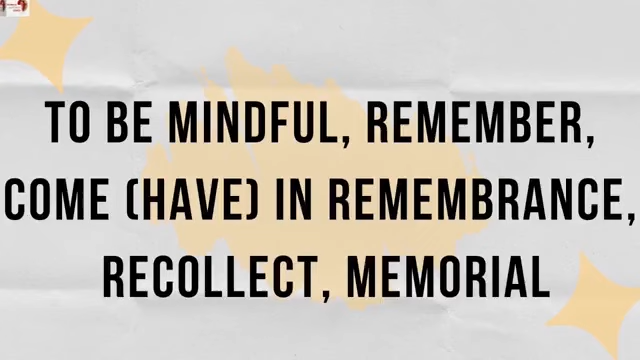 TO BE MINDFUL, REMEMBER,
COME (HAVE) IN REMEMBRANCE,
RECOLLECT, MEMORIAL